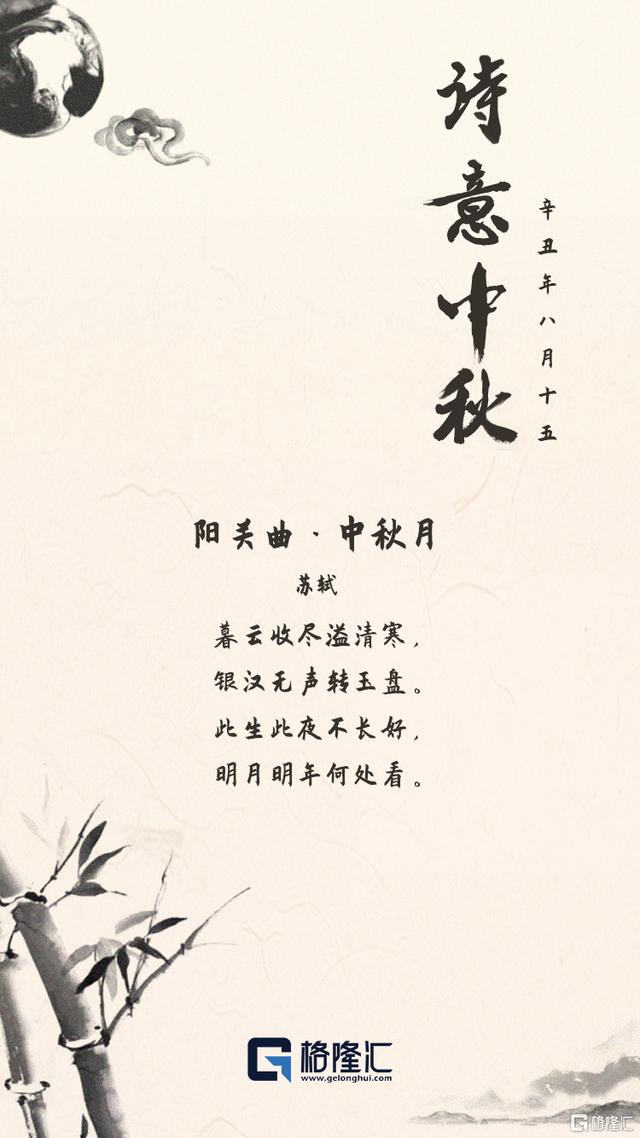 诗意中秋
辛丑年八月十五
阳关曲·中秋月
苏轼
暮云收尽溢清寒，
银汉无声转玉盘。
此生此夜不长好，
明月明年何处看。
格隆汇
www.gelonghui.com
格隆汇